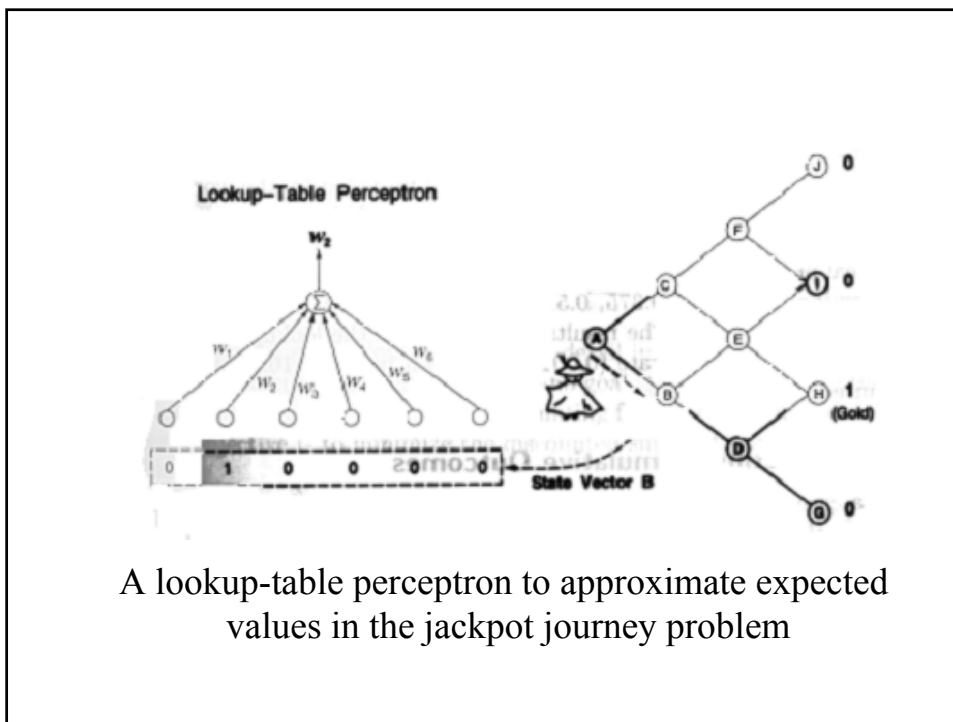 Lookup-Table Perceptron
w₂
Σ
w₁
w₂
w₃
w₄
w₅
w₆
0 1 0 0 0 0
State Vector B
J 0
F
C
I 0
A
E
B
H 1
(Gold)
D
G 0
A lookup-table perceptron to approximate expected
values in the jackpot journey problem